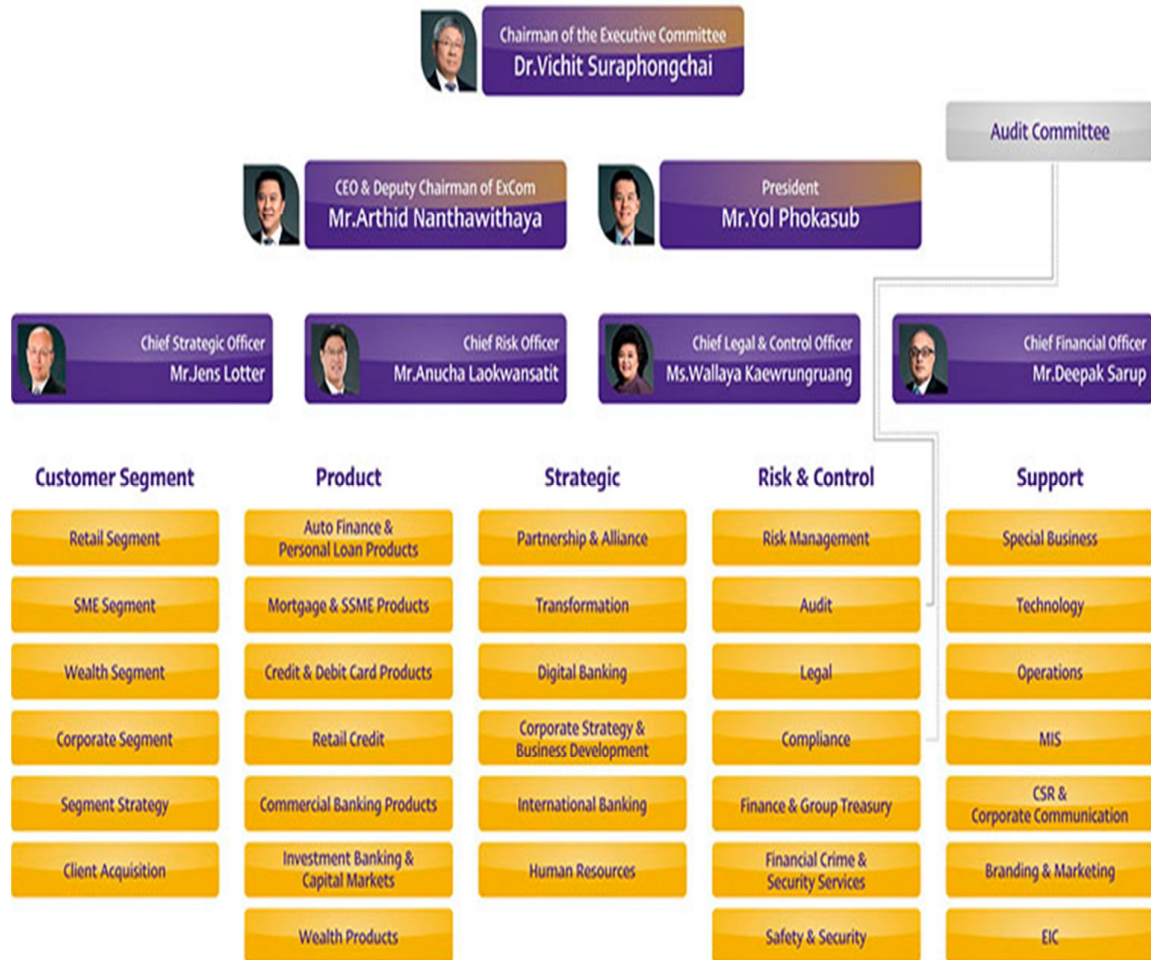 Chairman of the Executive Committee
Dr.Vichit Suraphongchai
Audit Committee
CEO & Deputy Chairman of ExCom
Mr.Arthid Nanthawithaya
President
Mr.Yol Phokasub
Chief Strategic Officer
Mr.Jens Lotter
Chief Risk Officer
Mr.Anucha Laokwansatit
Chief Legal & Control Officer
Ms.Wallaya Kaewrungruang
Chief Financial Officer
Mr.Deepak Sarup
Customer Segment
Retail Segment
SME Segment
Wealth Segment
Corporate Segment
Segment Strategy
Client Acquisition
Product
Auto Finance &
Personal Loan Products
Mortgage & SSME Products
Credit & Debit Card Products
Retail Credit
Commercial Banking Products
Investment Banking &
Capital Markets
Wealth Products
Strategic
Partnership & Alliance
Transformation
Digital Banking
Corporate Strategy &
Business Development
International Banking
Human Resources
Risk & Control
Risk Management
Audit
Legal
Compliance
Finance & Group Treasury
Financial Crime &
Security Services
Safety & Security
Support
Special Business
Technology
Operations
MIS
CSR &
Corporate Communication
Branding & Marketing
EIC